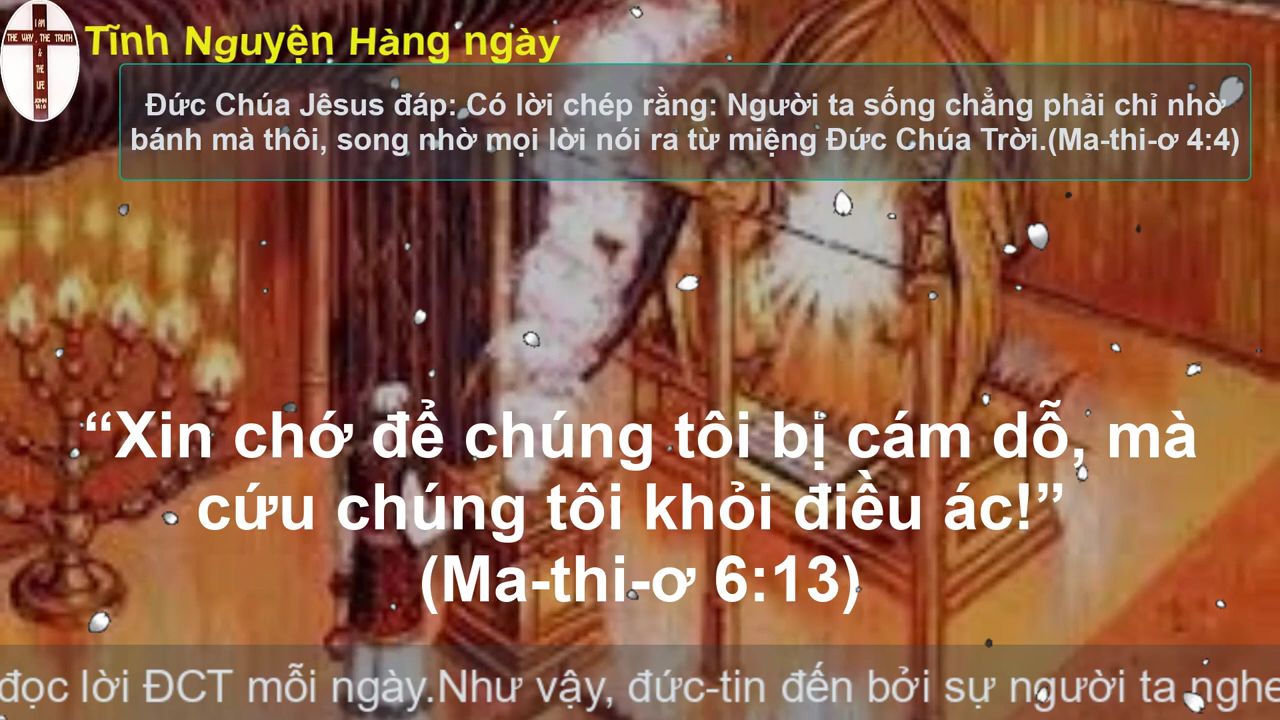 I AM
THE WAY, THE TRUTH
&
THE
LIFE
JOHN
14:6
Tĩnh Nguyện Hàng ngày
Đức Chúa Jêsus đáp: Có lời chép rằng: Người ta sống chẳng phải chỉ nhờ
bánh mà thôi, song nhờ mọi lời nói ra từ miệng Đức Chúa Trời.(Ma-thi-ơ 4:4)
“Xin chớ để chúng tôi bị cám dỗ, mà
cứu chúng tôi khỏi điều ác!”
(Ma-thi-ơ 6:13)
đọc lời ĐCT mỗi ngày.Như vậy, đức-tin đến bởi sự người ta nghe